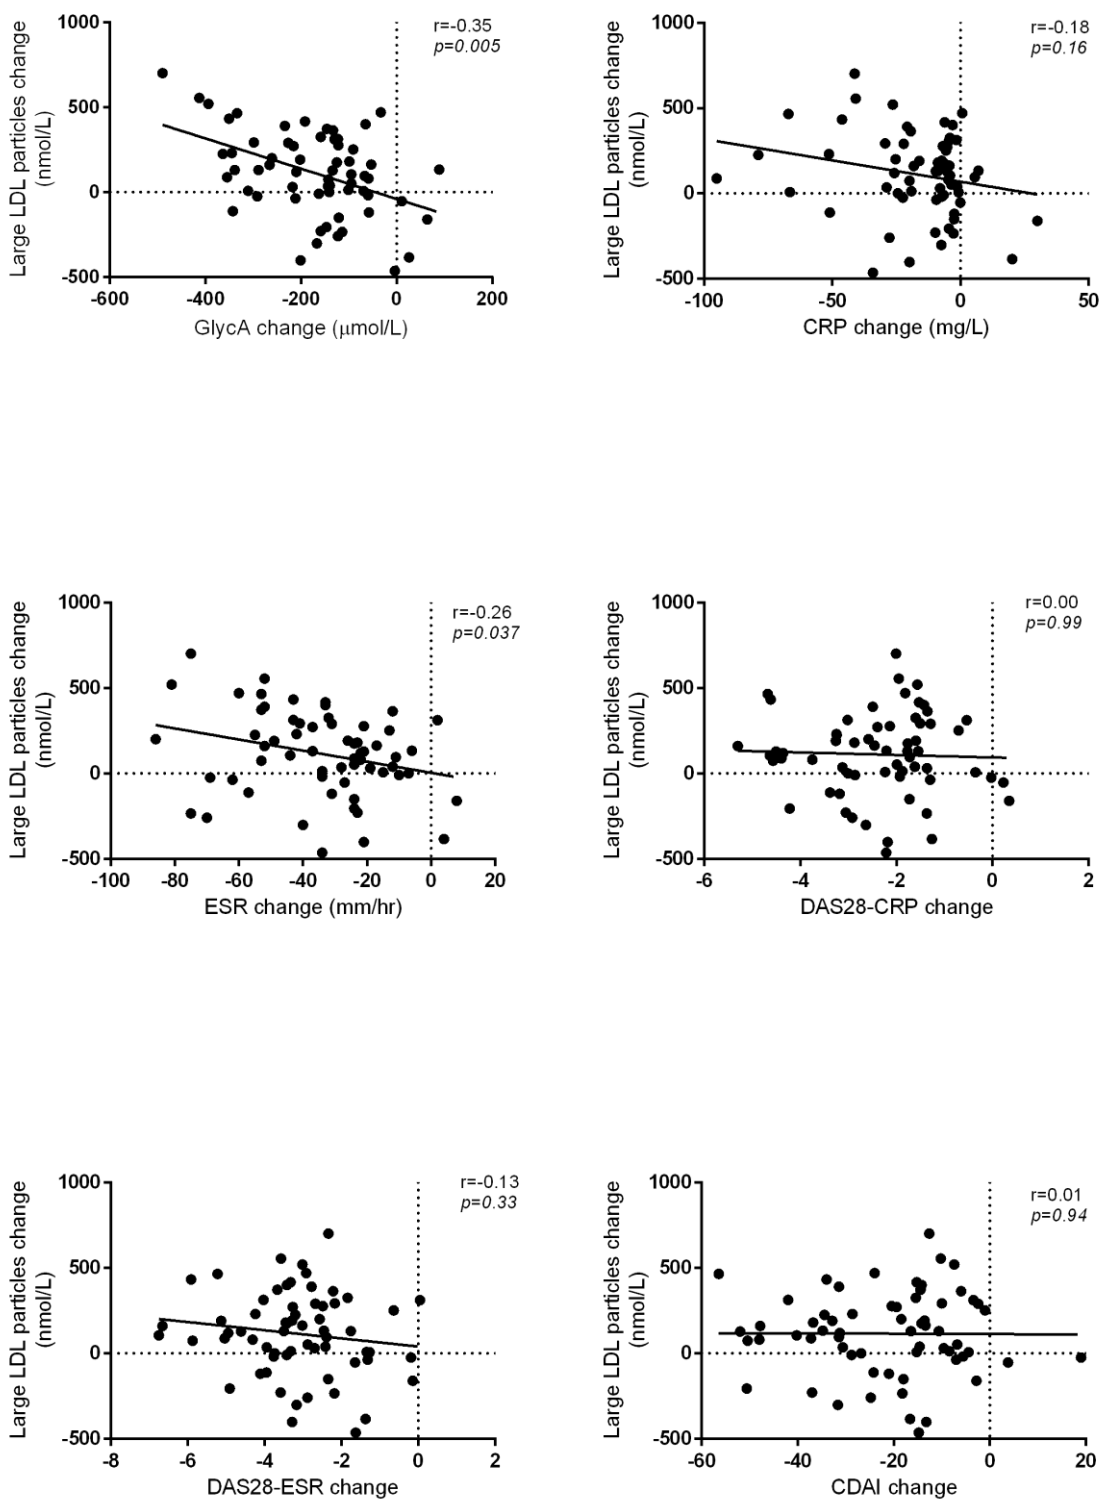 r=-0.35
p=0.005
1000
500
0
-500
Large LDL particles change
(nmol/L)
-600
-400
-200
0
200
GlycA change (μmol/L)
r=-0.18
p=0.16
1000
500
0
-500
Large LDL particles change
(nmol/L)
-100
-50
0
50
CRP change (mg/L)
r=-0.26
p=0.037
1000
500
0
-500
Large LDL particles change
(nmol/L)
-100
-80
-60
-40
-20
0
20
ESR change (mm/hr)
r=0.00
p=0.99
1000
500
0
-500
Large LDL particles change
(nmol/L)
-6
-4
-2
0
2
DAS28-CRP change
r=-0.13
p=0.33
1000
500
0
-500
Large LDL particles change
(nmol/L)
-8
-6
-4
-2
0
2
DAS28-ESR change
r=0.01
p=0.94
1000
500
0
-500
Large LDL particles change
(nmol/L)
-60
-40
-20
0
20
CDAI change